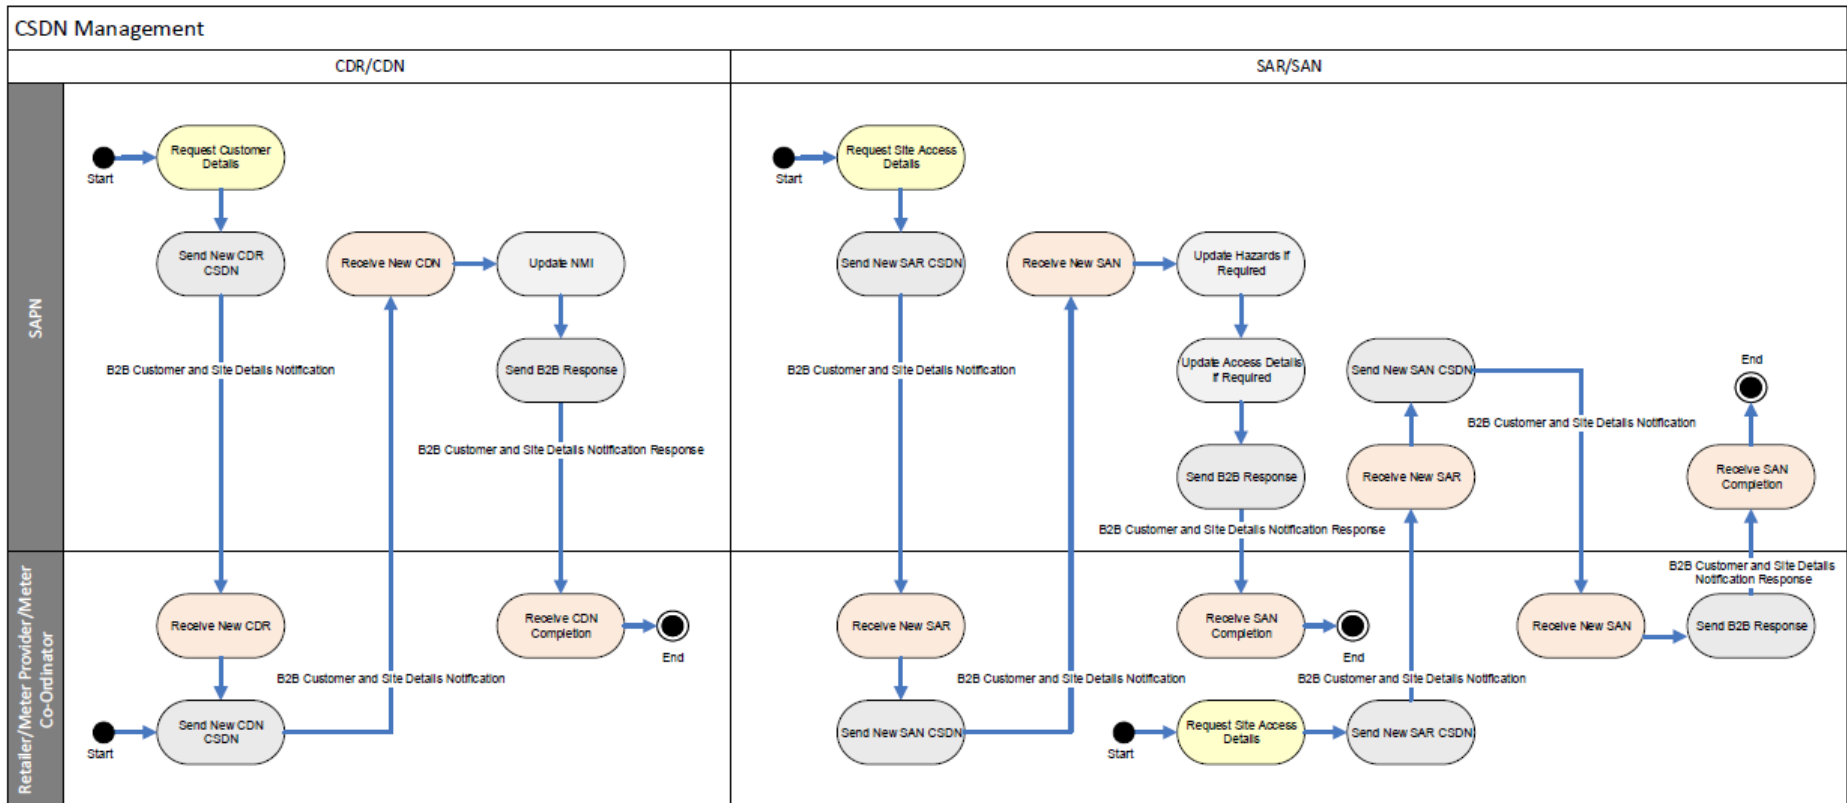 CSDN Management
CDR/CDN
SAR/SAN
SAPN
Start
Request Customer
Details
Send New CDR
CSDN
Receive New CDN
Update NMI
B2B Customer and Site Details Notification
Send B2B Response
B2B Customer and Site Details Notification Response
Start
Request Site Access
Details
Send New SAR CSDN
Receive New SAN
Update Hazards If
Required
B2B Customer and Site Details Notification
Update Access Details
If Required
Send New SAN CSDN
End
B2B Customer and Site Details Notification
Send B2B Response
Receive New SAR
Receive SAN
Completion
B2B Customer and Site Details Notification Response
Retailer/Meter Provider/Meter
Co-Ordinator
Receive New CDR
Receive CDN
Completion
End
B2B Customer and Site Details Notification
Start
Send New CDN
CSDN
B2B Customer and Site Details
Notification Response
Receive New SAR
Receive SAN
Completion
End
Receive New SAN
Send B2B Response
B2B Customer and Site Details Notification
B2B Customer and Site Details Notification
Send New SAN CSDN
Start
Request Site Access
Details
Send New SAR CSDN